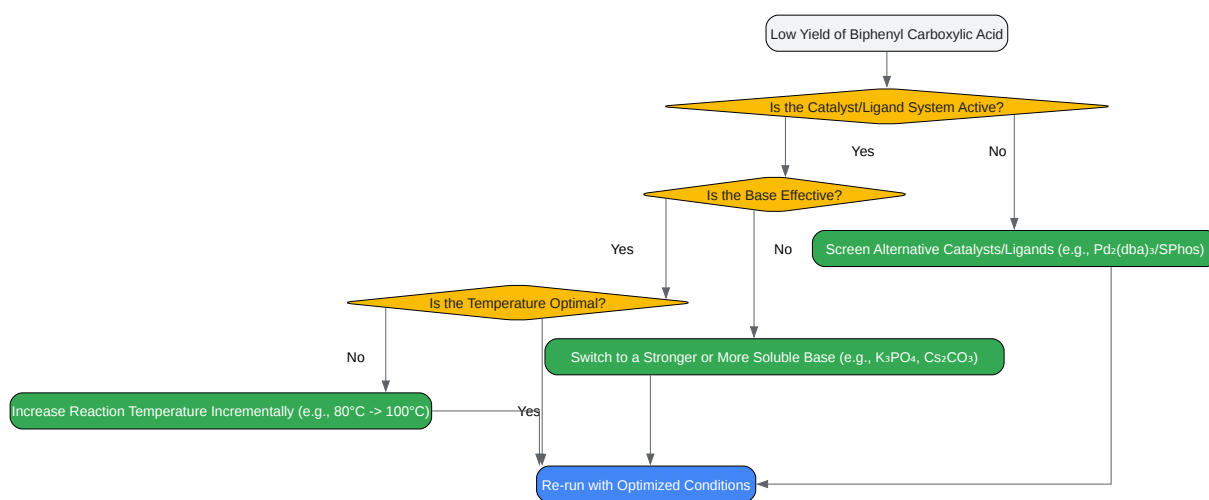 Low Yield of Biphenyl Carboxylic Acid
Is the Catalyst/Ligand System Active?
Yes
No
Is the Base Effective?
Yes
No
Screen Alternative Catalysts/Ligands (e.g., Pd₂(dba)₃/SPhos)
Is the Temperature Optimal?
No
Switch to a Stronger or More Soluble Base (e.g., K₃PO₄, Cs₂CO₃)
Increase Reaction Temperature Incrementally (e.g., 80°C -> 100°C)
Yes
Re-run with Optimized Conditions